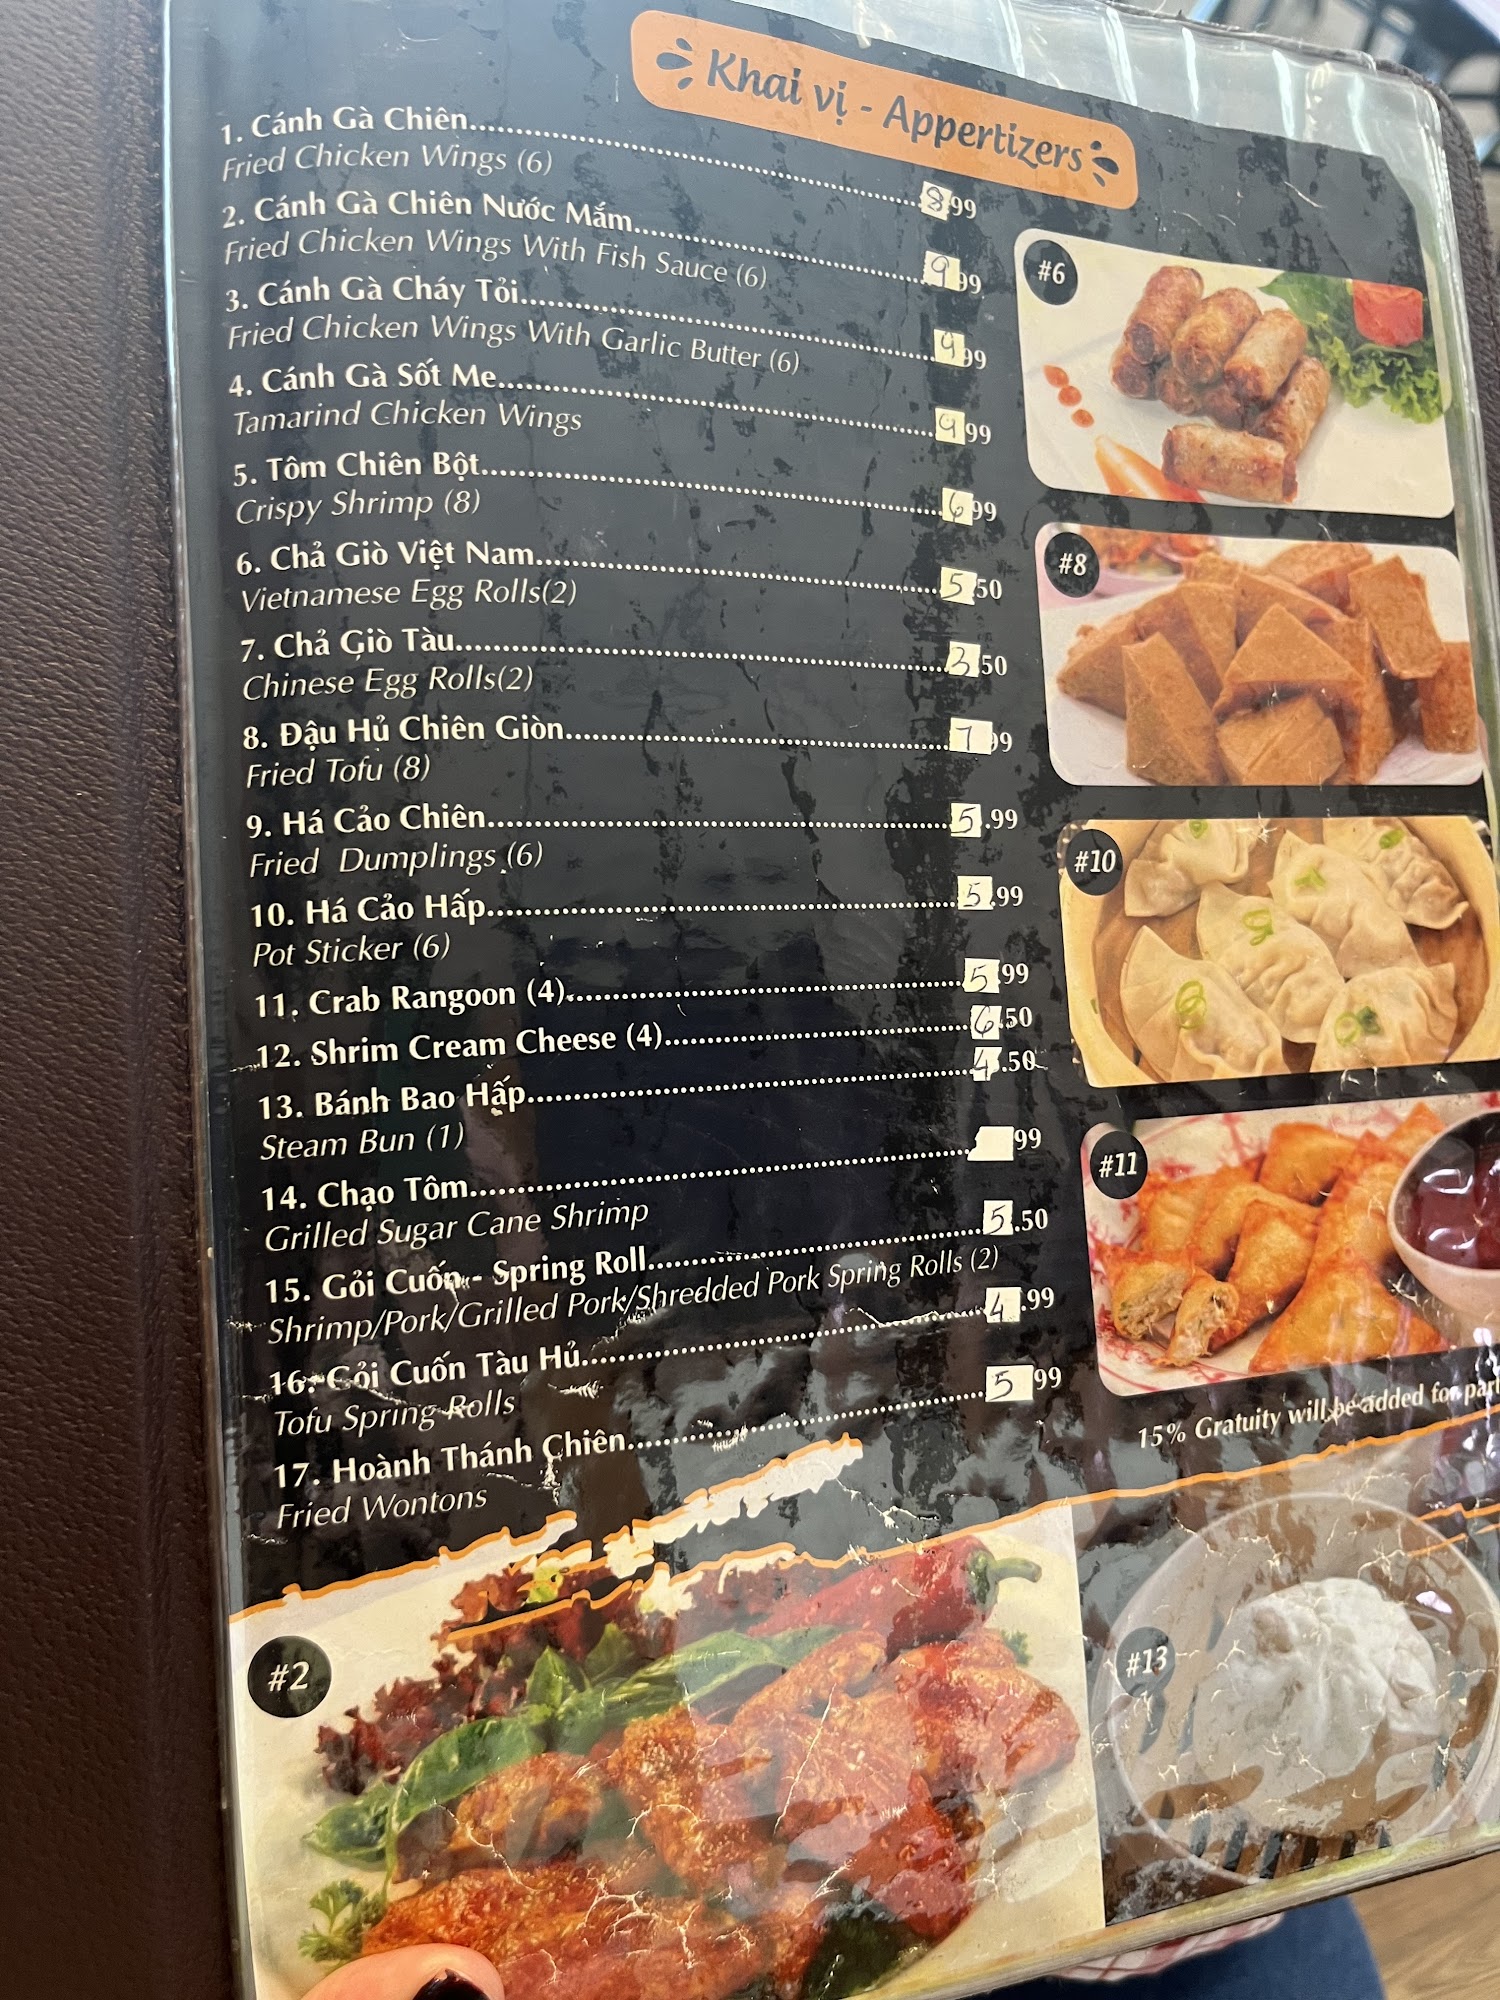 Khai vị - Appertizers
1. Cánh Gà Chiên 8.99
Fried Chicken Wings (6)
2. Cánh Gà Chiên Nước Mắm 9.99
Fried Chicken Wings With Fish Sauce (6)
3. Cánh Gà Cháy Tỏi 9.99
Fried Chicken Wings With Garlic Butter (6)
4. Cánh Gà Sốt Me 9.99
Tamarind Chicken Wings
5. Tôm Chiên Bột 6.99
Crispy Shrimp (8)
6. Chả Giò Việt Nam 5.50
Vietnamese Egg Rolls(2)
7. Chả Giò Tàu 3.50
Chinese Egg Rolls(2)
8. Đậu Hủ Chiên Giòn 7.99
Fried Tofu (8)
9. Há Cảo Chiên 5.99
Fried Dumplings (6)
10. Há Cảo Hấp 5.99
Pot Sticker (6)
11. Crab Rangoon (4) 5.99
12. Shrim Cream Cheese (4) 6.50
13. Bánh Bao Hấp 4.50
Steam Bun (1)
14. Chạo Tôm 99
Grilled Sugar Cane Shrimp
15. Gỏi Cuốn - Spring Roll 5.50
Shrimp/Pork/Grilled Pork/Shredded Pork Spring Rolls (2)
16. Gỏi Cuốn Tàu Hủ 4.99
Tofu Spring Rolls
17. Hoành Thánh Chiên 5.99
Fried Wontons
#6
#8
#10
#11
15% Gratuity will be added for
#2
#13